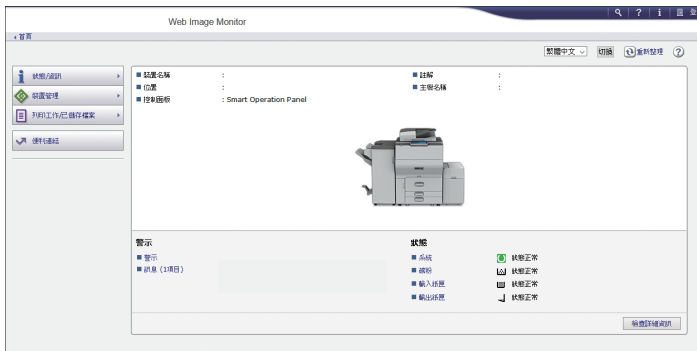 Web Image Monitor
? i
首頁
繁體中文 切換 重新整理 ?
狀態/資訊
裝置管理
列印工作/已儲存檔案
便利連結
裝置名稱 :
位置 :
控制面板 : Smart Operation Panel
註解 :
主機名稱 :
警示
警示
訊息 (1項目)
狀態
系統 狀態正常
碳粉 狀態正常
輸入紙匣 狀態正常
輸出紙匣 狀態正常
檢查詳細資訊